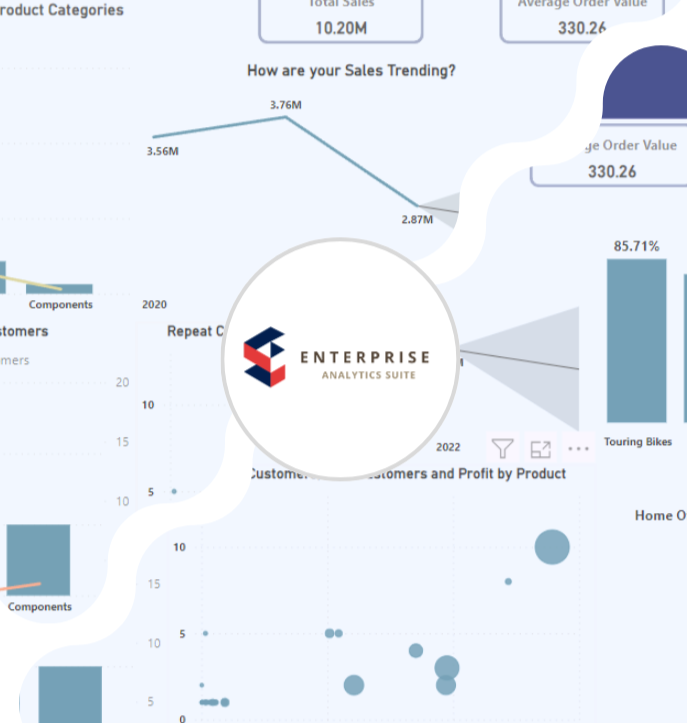 roduct Categories
Total Sales
10.20M
Average Order Value
330.26
How are your Sales Trending?
3.76M
3.56M
2.87M
ge Order Value
330.26
85.71%
Components
2020
stomers
Repeat C
mers
20
10
15
5
10
ENTERPRISE
ANALYTICS SUITE
2022
Touring Bikes
Custome
stomers and Profit by Product
Home O
10
15
5
10
5
0
Components